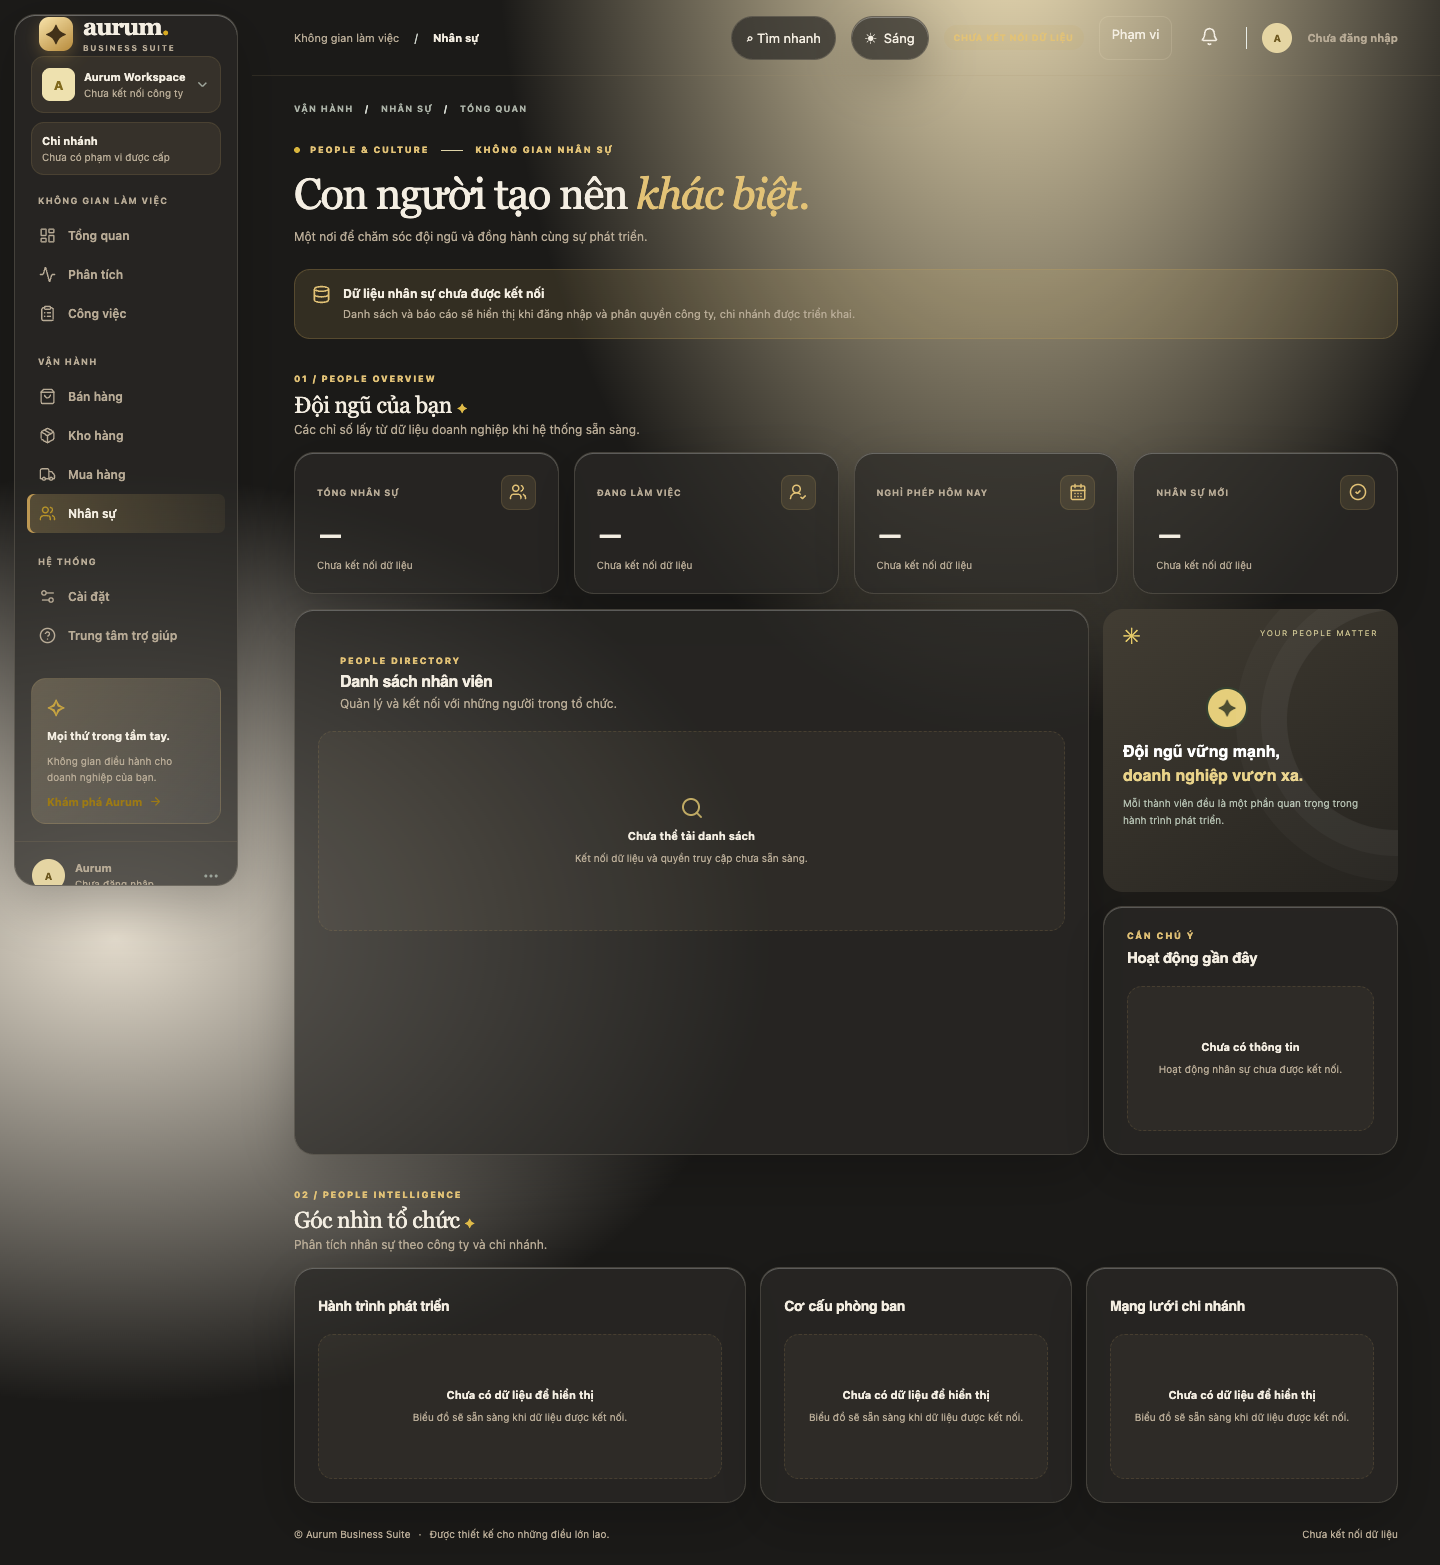 aurum.
BUSINESS SUITE
A
Aurum Workspace
Chưa kết nối công ty
Chi nhánh
Chưa có phạm vi được cấp
KHÔNG GIAN LÀM VIỆC
Tổng quan
Phân tích
Công việc
VẬN HÀNH
Bán hàng
Kho hàng
Mua hàng
Nhân sự
HỆ THỐNG
Cài đặt
Trung tâm trợ giúp
Mọi thứ trong tầm tay.
Không gian điều hành cho
doanh nghiệp của bạn.
Khám phá Aurum →
A
Aurum
Chưa đăng nhập
Không gian làm việc / Nhân sự
Tìm nhanh
Sáng
CHƯA KẾT NỐI DỮ LIỆU
Phạm vi
A
Chưa đăng nhập
VẬN HÀNH / NHÂN SỰ / TỔNG QUAN
PEOPLE & CULTURE — KHÔNG GIAN NHÂN SỰ
Con người tạo nên khác biệt.
Một nơi để chăm sóc đội ngũ và đồng hành cùng sự phát triển.
Dữ liệu nhân sự chưa được kết nối
Danh sách và báo cáo sẽ hiển thị khi đăng nhập và phân quyền công ty, chi nhánh được triển khai.
01 / PEOPLE OVERVIEW
Đội ngũ của bạn
Các chỉ số lấy từ dữ liệu doanh nghiệp khi hệ thống sẵn sàng.
TỔNG NHÂN SỰ
—
Chưa kết nối dữ liệu
ĐANG LÀM VIỆC
—
Chưa kết nối dữ liệu
NGHỈ PHÉP HÔM NAY
—
Chưa kết nối dữ liệu
NHÂN SỰ MỚI
—
Chưa kết nối dữ liệu
PEOPLE DIRECTORY
Danh sách nhân viên
Quản lý và kết nối với những người trong tổ chức.
Chưa thể tải danh sách
Kết nối dữ liệu và quyền truy cập chưa sẵn sàng.
YOUR PEOPLE MATTER
Đội ngũ vững mạnh,
doanh nghiệp vươn xa.
Mỗi thành viên đều là một phần quan trọng trong
hành trình phát triển.
CẦN CHÚ Ý
Hoạt động gần đây
Chưa có thông tin
Hoạt động nhân sự chưa được kết nối.
02 / PEOPLE INTELLIGENCE
Góc nhìn tổ chức
Phân tích nhân sự theo công ty và chi nhánh.
Hành trình phát triển
Chưa có dữ liệu để hiển thị
Biểu đồ sẽ sẵn sàng khi dữ liệu được kết nối.
Cơ cấu phòng ban
Chưa có dữ liệu để hiển thị
Biểu đồ sẽ sẵn sàng khi dữ liệu được kết nối.
Mạng lưới chi nhánh
Chưa có dữ liệu để hiển thị
Biểu đồ sẽ sẵn sàng khi dữ liệu được kết nối.
© Aurum Business Suite · Được thiết kế cho những điều lớn lao.
Chưa kết nối dữ liệu